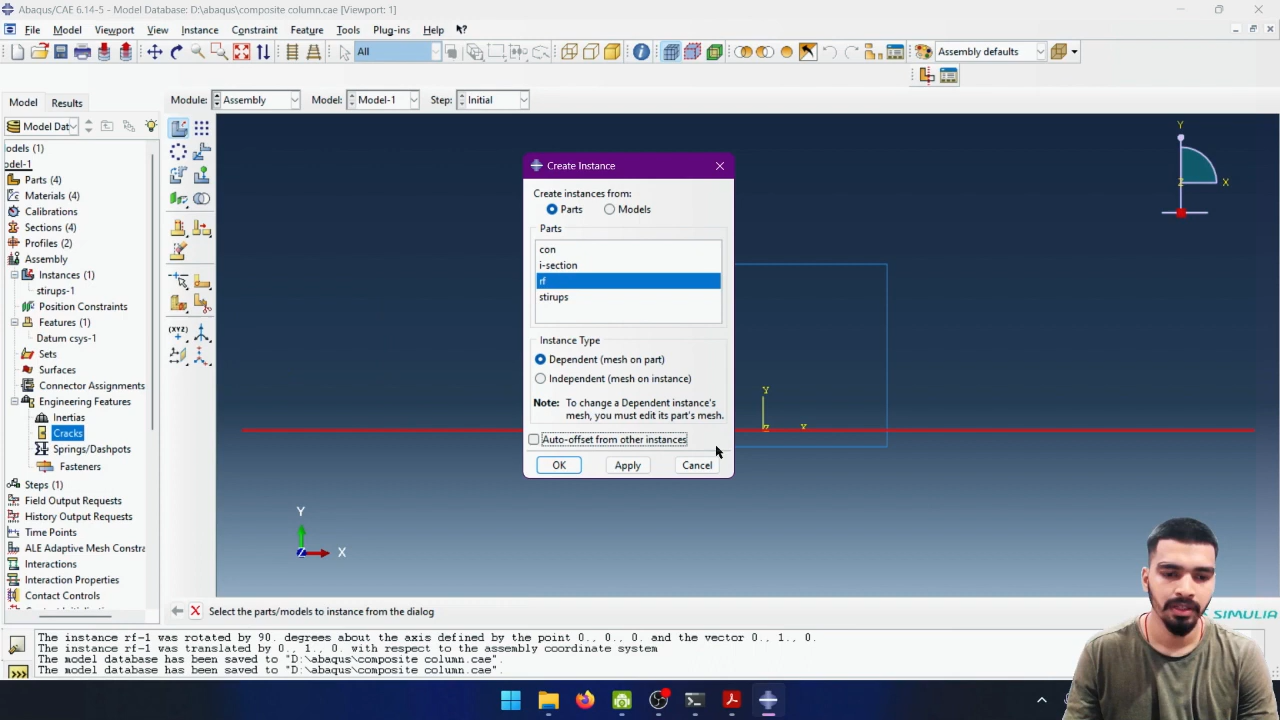 Abaqus/CAE 6.14-5 - Model Database: D:\abaqus\composite column.cae [Viewport: 1]
File Model Viewport View Instance Constraint Feature Tools Plug-ins Help
All
Assembly defaults
Model Results
Module: Assembly Model: Model-1 Step: Initial
Model Dat
odels (1)
odel-1
Parts (4)
Materials (4)
Calibrations
Sections (4)
Profiles (2)
Assembly
Instances (1)
stirups-1
Position Constraints
Features (1)
Datum csys-1
Sets
Surfaces
Connector Assignments
Engineering Features
Inertias
Cracks
Springs/Dashpots
Fasteners
Steps (1)
Field Output Requests
History Output Requests
Time Points
ALE Adaptive Mesh Constra
Interactions
Interaction Properties
Contact Controls
(XYZ)
Create Instance
Create instances from:
Parts Models
Parts
con
i-section
rf
stirups
Instance Type
Dependent (mesh on part)
Independent (mesh on instance)
Note: To change a Dependent instance's
mesh, you must edit its part's mesh.
Auto-offset from other instances
OK Apply Cancel
Y
Z X
Y
Z X
Y
Z X
Select the parts/models to instance from the dialog
SIMULIA
The instance rf-1 was rotated by 90. degrees about the axis defined by the point 0., 0., 0. and the vector 0., 1., 0.
The instance rf-1 was translated by 0., 1., 0. with respect to the assembly coordinate system
The model database has been saved to "D:\abaqus\composite column.cae".
The model database has been saved to "D:\abaqus\composite column.cae".